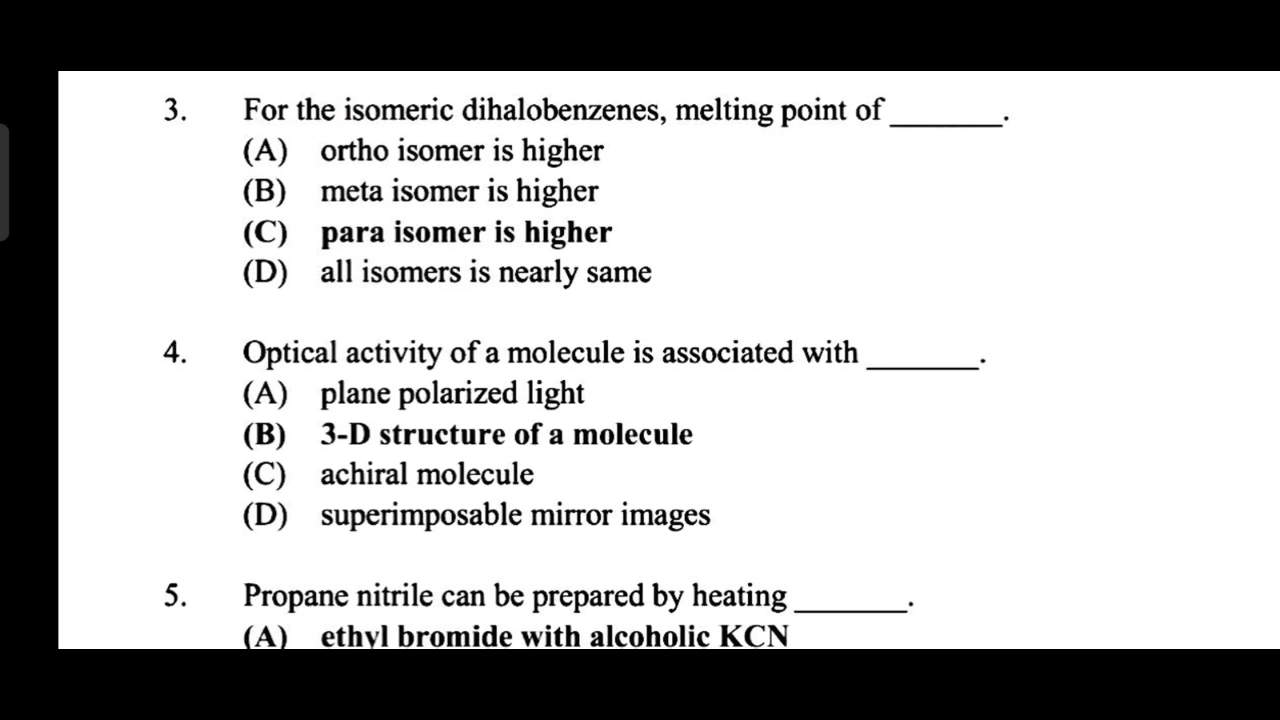 3. For the isomeric dihalobenzenes, melting point of _______.
(A) ortho isomer is higher
(B) meta isomer is higher
(C) para isomer is higher
(D) all isomers is nearly same
4. Optical activity of a molecule is associated with _______.
(A) plane polarized light
(B) 3-D structure of a molecule
(C) achiral molecule
(D) superimposable mirror images
5. Propane nitrile can be prepared by heating _______.
(A) ethyl bromide with alcoholic KCN